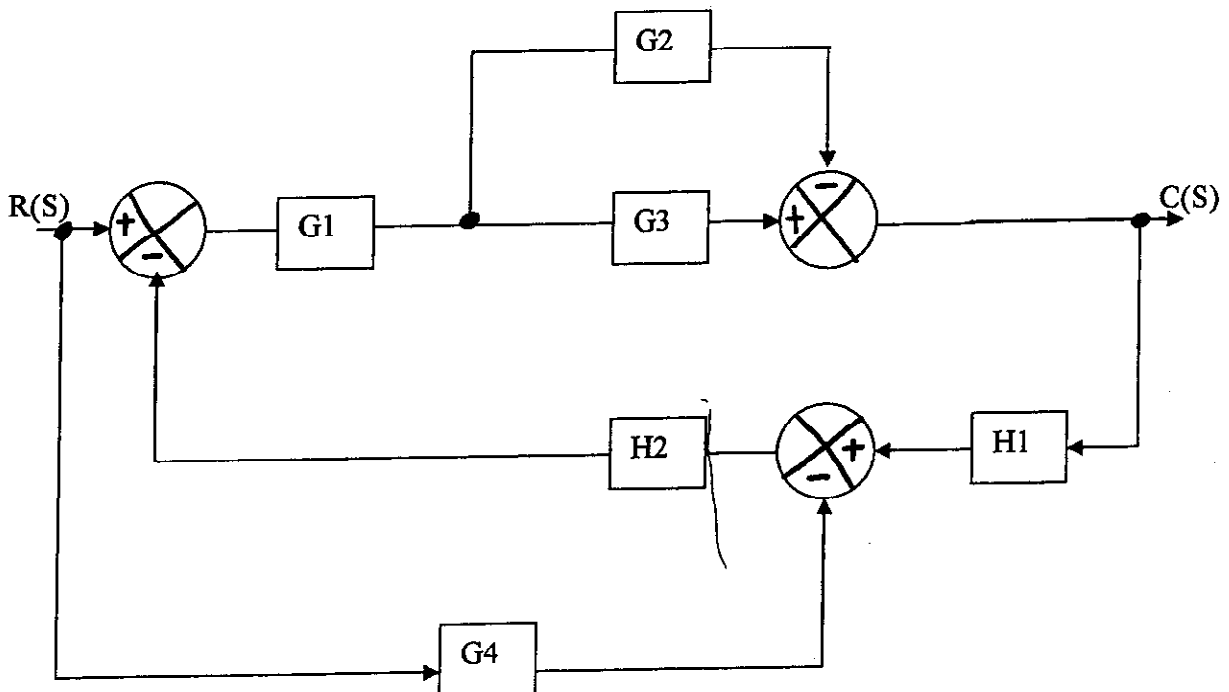 G2
R(S)
+
-
G1
G3
+
-
C(S)
H2
+
-
H1
G4